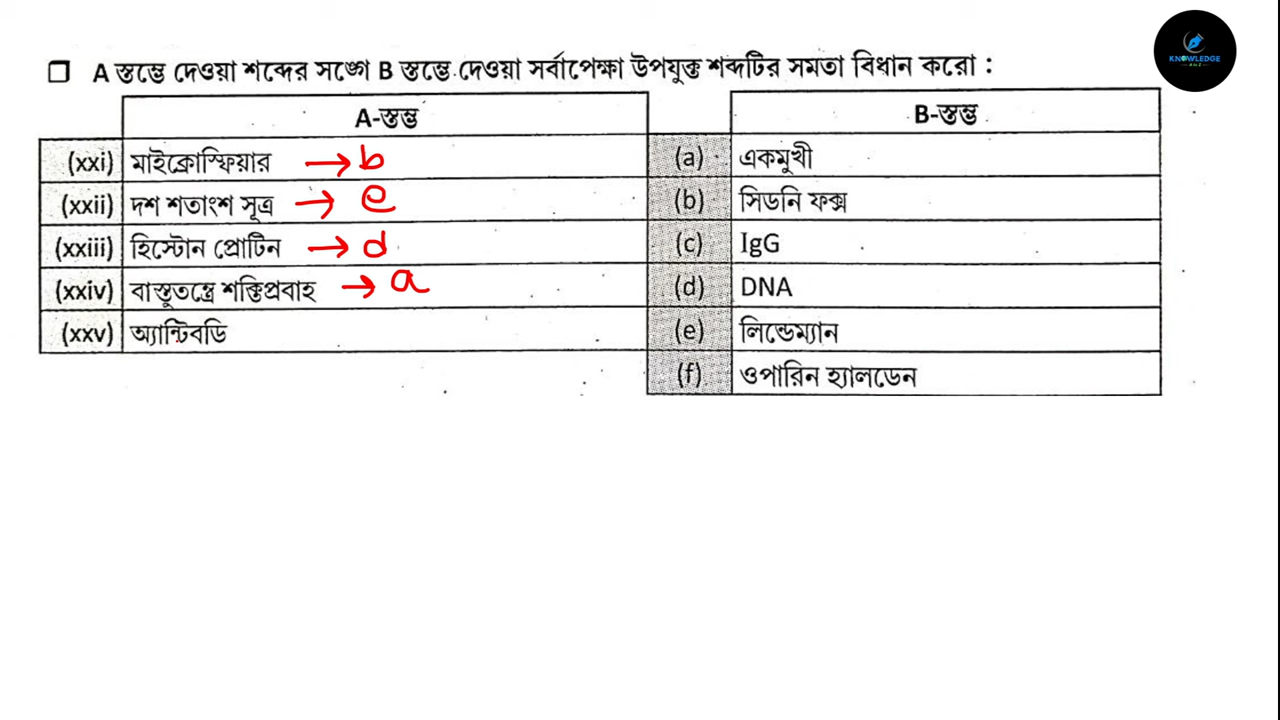 KNOWLEDGE
A to Z
❒ A স্তম্ভে দেওয়া শব্দের সঙ্গে B স্তম্ভে দেওয়া সর্বাপেক্ষা উপযুক্ত শব্দটির সমতা বিধান করো :
A-স্তম্ভ B-স্তম্ভ
(xxi) মাইক্রোস্ফিয়ার → b (a) একমুখী
(xxii) দশ শতাংশ সূত্র → e (b) সিডনি ফক্স
(xxiii) হিস্টোন প্রোটিন → d (c) IgG
(xxiv) বাস্তুতন্ত্রে শক্তিপ্রবাহ → a (d) DNA
(xxv) অ্যান্টিবডি (e) লিন্ডেম্যান
(f) ওপারিন হ্যালডেন